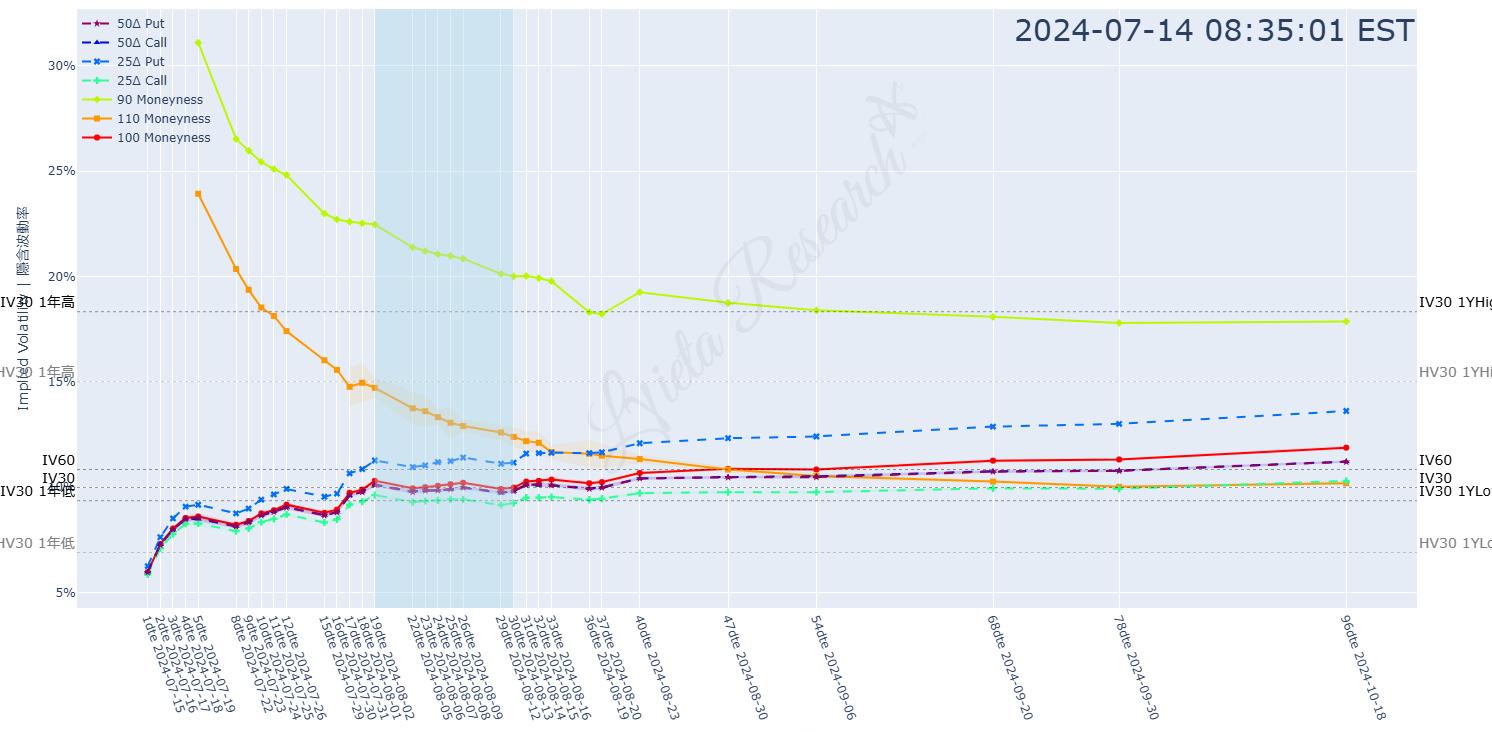 2024-07-14 08:35:01 EST
50Δ Put
50Δ Call
25Δ Put
25Δ Call
90 Moneyness
110 Moneyness
100 Moneyness
30%
25%
20%
15%
5%
Implied Volatility | 隱含波動率
IV30 1年高
HV30 1年高
IV60
IV30
IV30 1年低
HV30 1年低
IV30 1YHig
HV30 1YHi
IV60
IV30
IV30 1YLo
HV30 1YLo
Research
1dte 2024-07-15
2dte 2024-07-16
3dte 2024-07-17
4dte 2024-07-18
5dte 2024-07-19
8dte 2024-07-22
9dte 2024-07-23
10dte 2024-07-24
11dte 2024-07-25
12dte 2024-07-26
15dte 2024-07-29
16dte 2024-07-30
17dte 2024-07-31
18dte 2024-08-01
19dte 2024-08-02
22dte 2024-08-05
23dte 2024-08-06
24dte 2024-08-07
25dte 2024-08-08
26dte 2024-08-09
29dte 2024-08-12
30dte 2024-08-13
31dte 2024-08-14
32dte 2024-08-15
33dte 2024-08-16
36dte 2024-08-19
37dte 2024-08-20
40dte 2024-08-23
47dte 2024-08-30
54dte 2024-09-06
68dte 2024-09-20
78dte 2024-09-30
96dte 2024-10-18